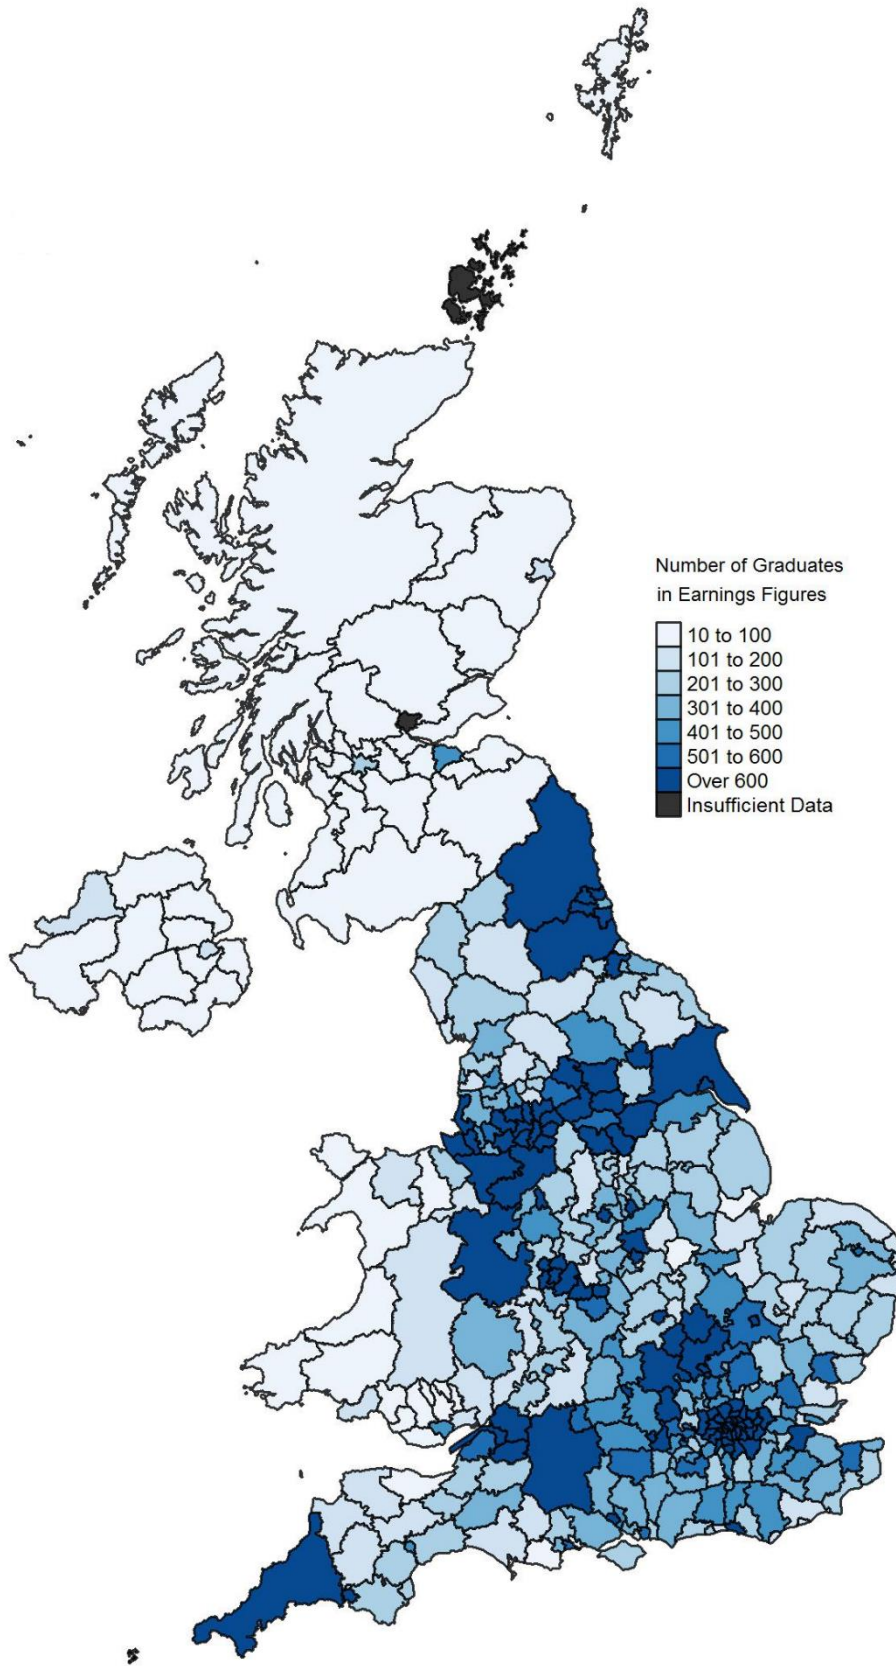 Number of Graduates
in Earnings Figures
10 to 100
101 to 200
201 to 300
301 to 400
401 to 500
501 to 600
Over 600
Insufficient Data